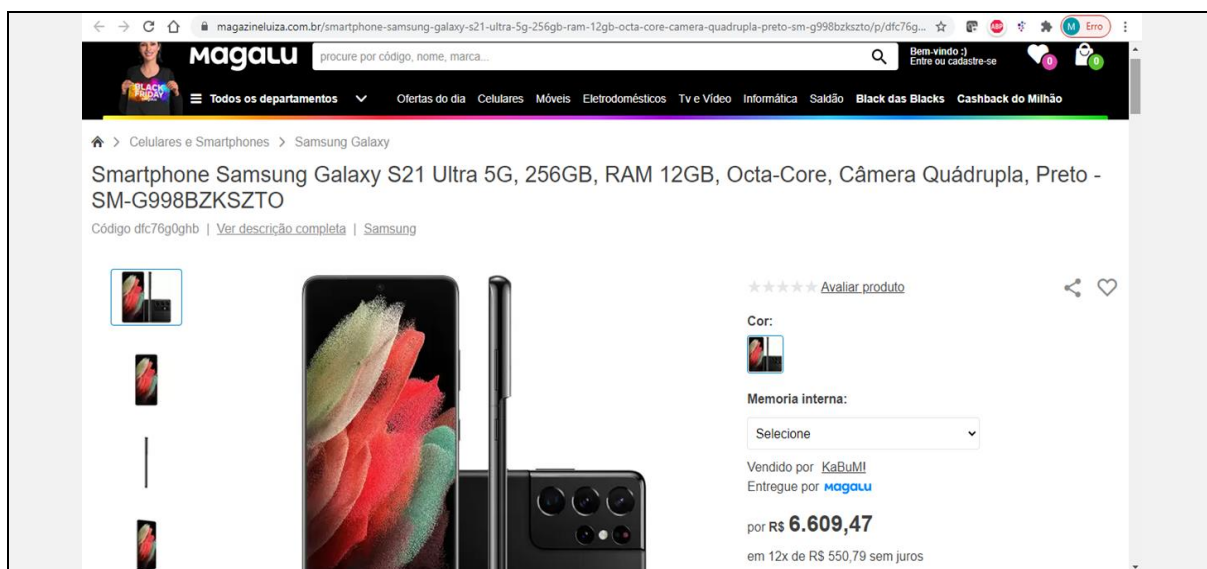 magazineluiza.com.br/smartphone-samsung-galaxy-s21-ultra-5g-256gb-ram-12gb-octa-core-camera-quadrupla-preto-sm-g998bzkszto/p/dfc76g...
ABP
M Erro
Magalu
procure por código, nome, marca...
Bem-vindo :)
Entre ou cadastre-se
0
0
BLACK
FRIDAY
Todos os departamentos Ofertas do dia Celulares Móveis Eletrodomésticos Tv e Vídeo Informática Saldão Black das Blacks Cashback do Milhão
> Celulares e Smartphones > Samsung Galaxy
Smartphone Samsung Galaxy S21 Ultra 5G, 256GB, RAM 12GB, Octa-Core, Câmera Quádrupla, Preto -
SM-G998BZKSZTO
Código dfc76g0ghb | Ver descrição completa | Samsung
Avaliar produto
Cor:
Memoria interna:
Selecione
Vendido por KaBuM!
Entregue por Magalu
por R$ 6.609,47
em 12x de R$ 550,79 sem juros